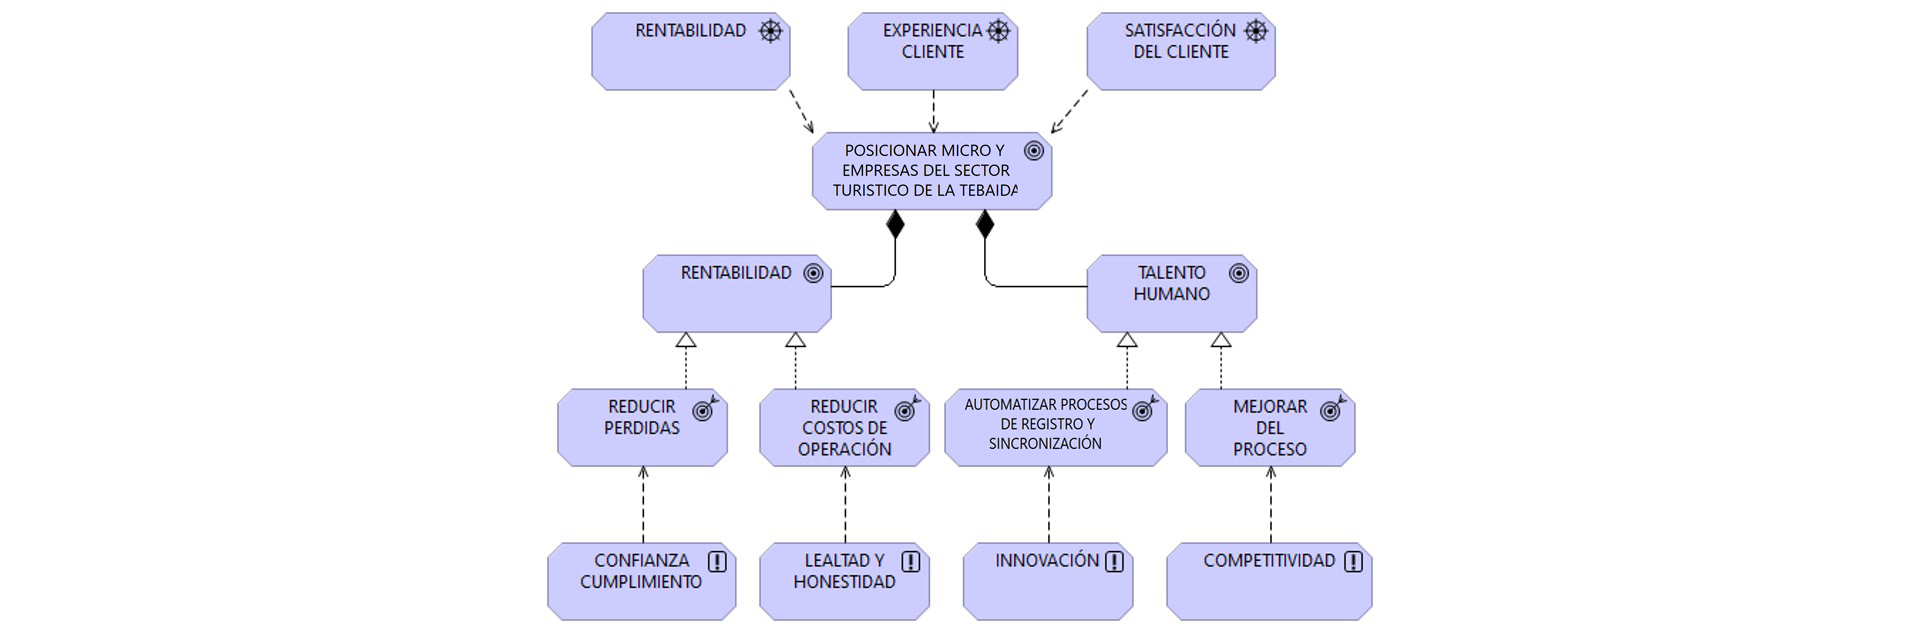 RENTABILIDAD
EXPERIENCIA
CLIENTE
SATISFACCIÓN
DEL CLIENTE
POSICIONAR MICRO Y
EMPRESAS DEL SECTOR
TURISTICO DE LA TEBAIDA
RENTABILIDAD
TALENTO
HUMANO
REDUCIR
PERDIDAS
REDUCIR
COSTOS DE
OPERACIÓN
AUTOMATIZAR PROCESOS
DE REGISTRO Y
SINCRONIZACIÓN
MEJORAR
DEL
PROCESO
CONFIANZA
CUMPLIMIENTO
LEALTAD Y
HONESTIDAD
INNOVACIÓN
COMPETITIVIDAD